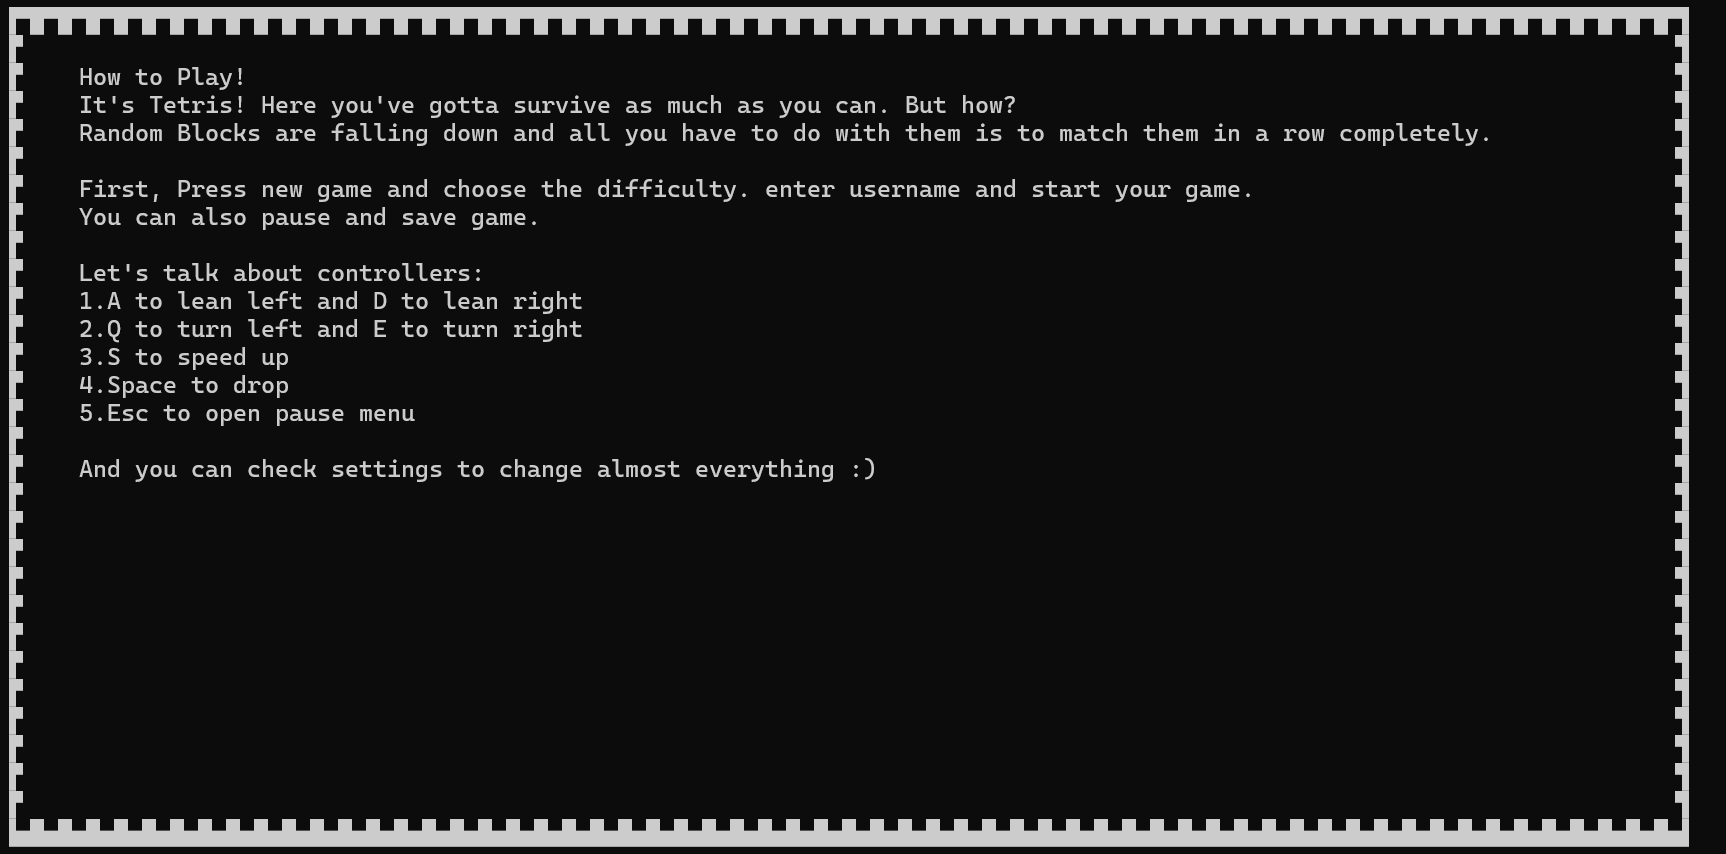 How to Play!
It's Tetris! Here you've gotta survive as much as you can. But how?
Random Blocks are falling down and all you have to do with them is to match them in a row completely.
First, Press new game and choose the difficulty. enter username and start your game.
You can also pause and save game.
Let's talk about controllers:
1.A to lean left and D to lean right
2.Q to turn left and E to turn right
3.S to speed up
4.Space to drop
5.Esc to open pause menu
And you can check settings to change almost everything :)